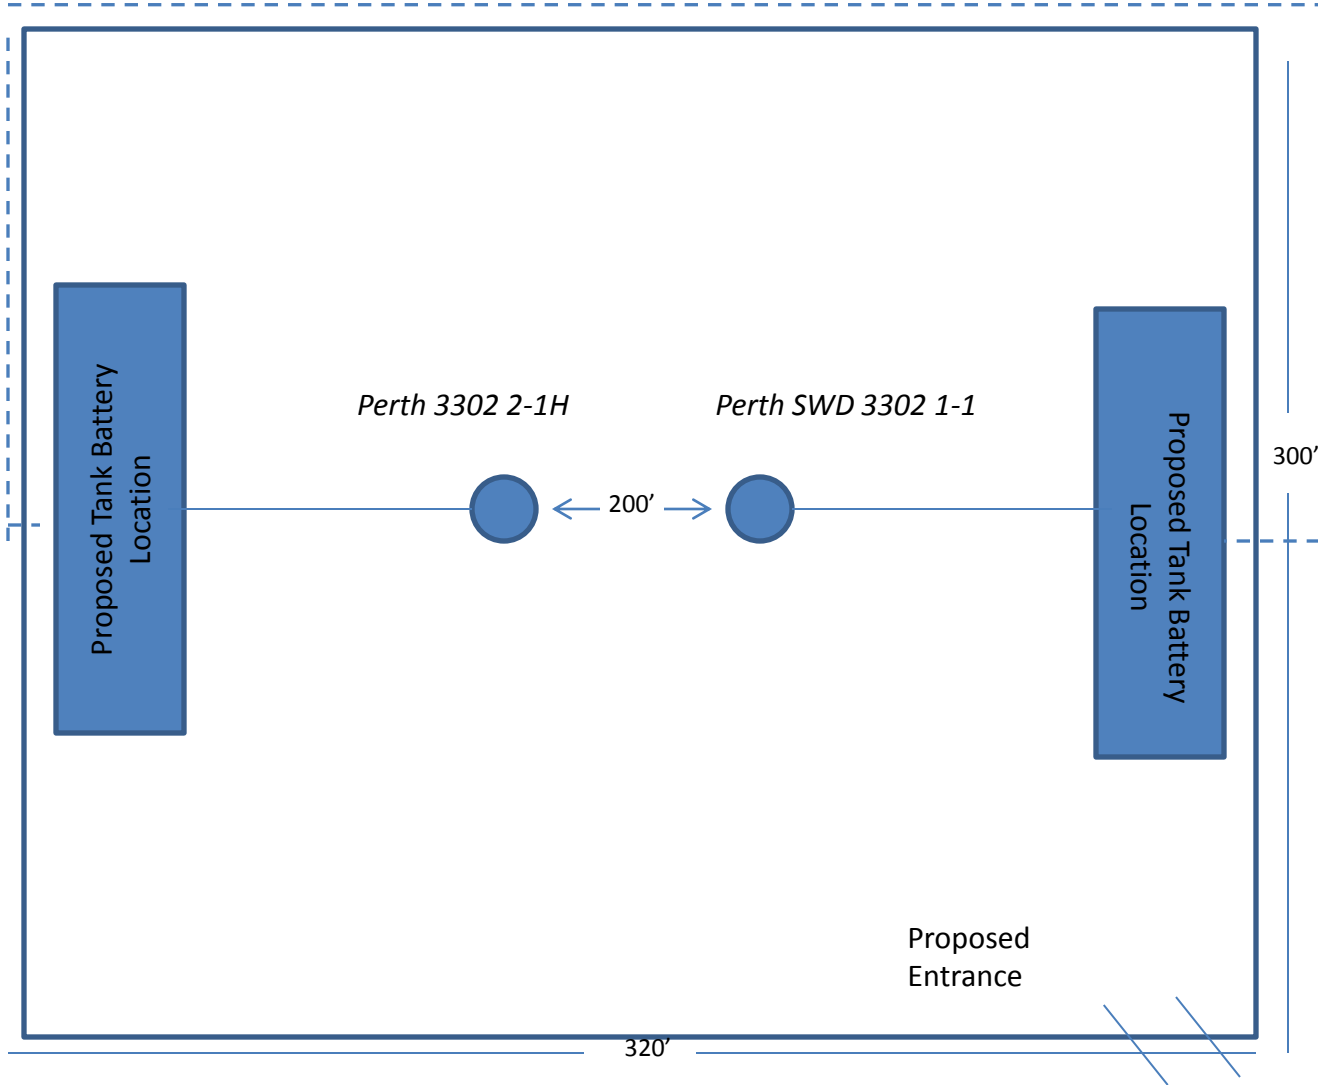 Perth 3302 2-1H
Perth SWD 3302 1-1
Proposed Tank Battery
Location
200’
Proposed Tank Battery
Location
300’
Proposed
Entrance
320’